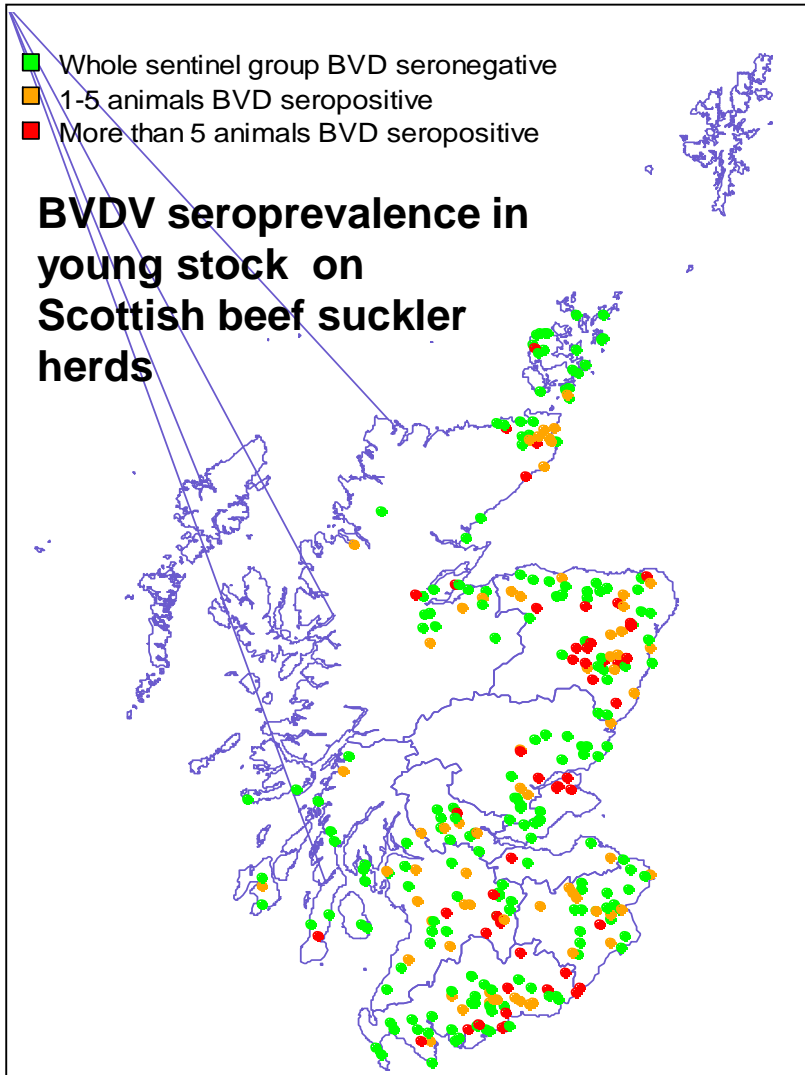 Whole sentinel group BVD seronegative
1-5 animals BVD seropositive
More than 5 animals BVD seropositive
BVDV seroprevalence in
young stock on
Scottish beef suckler
herds